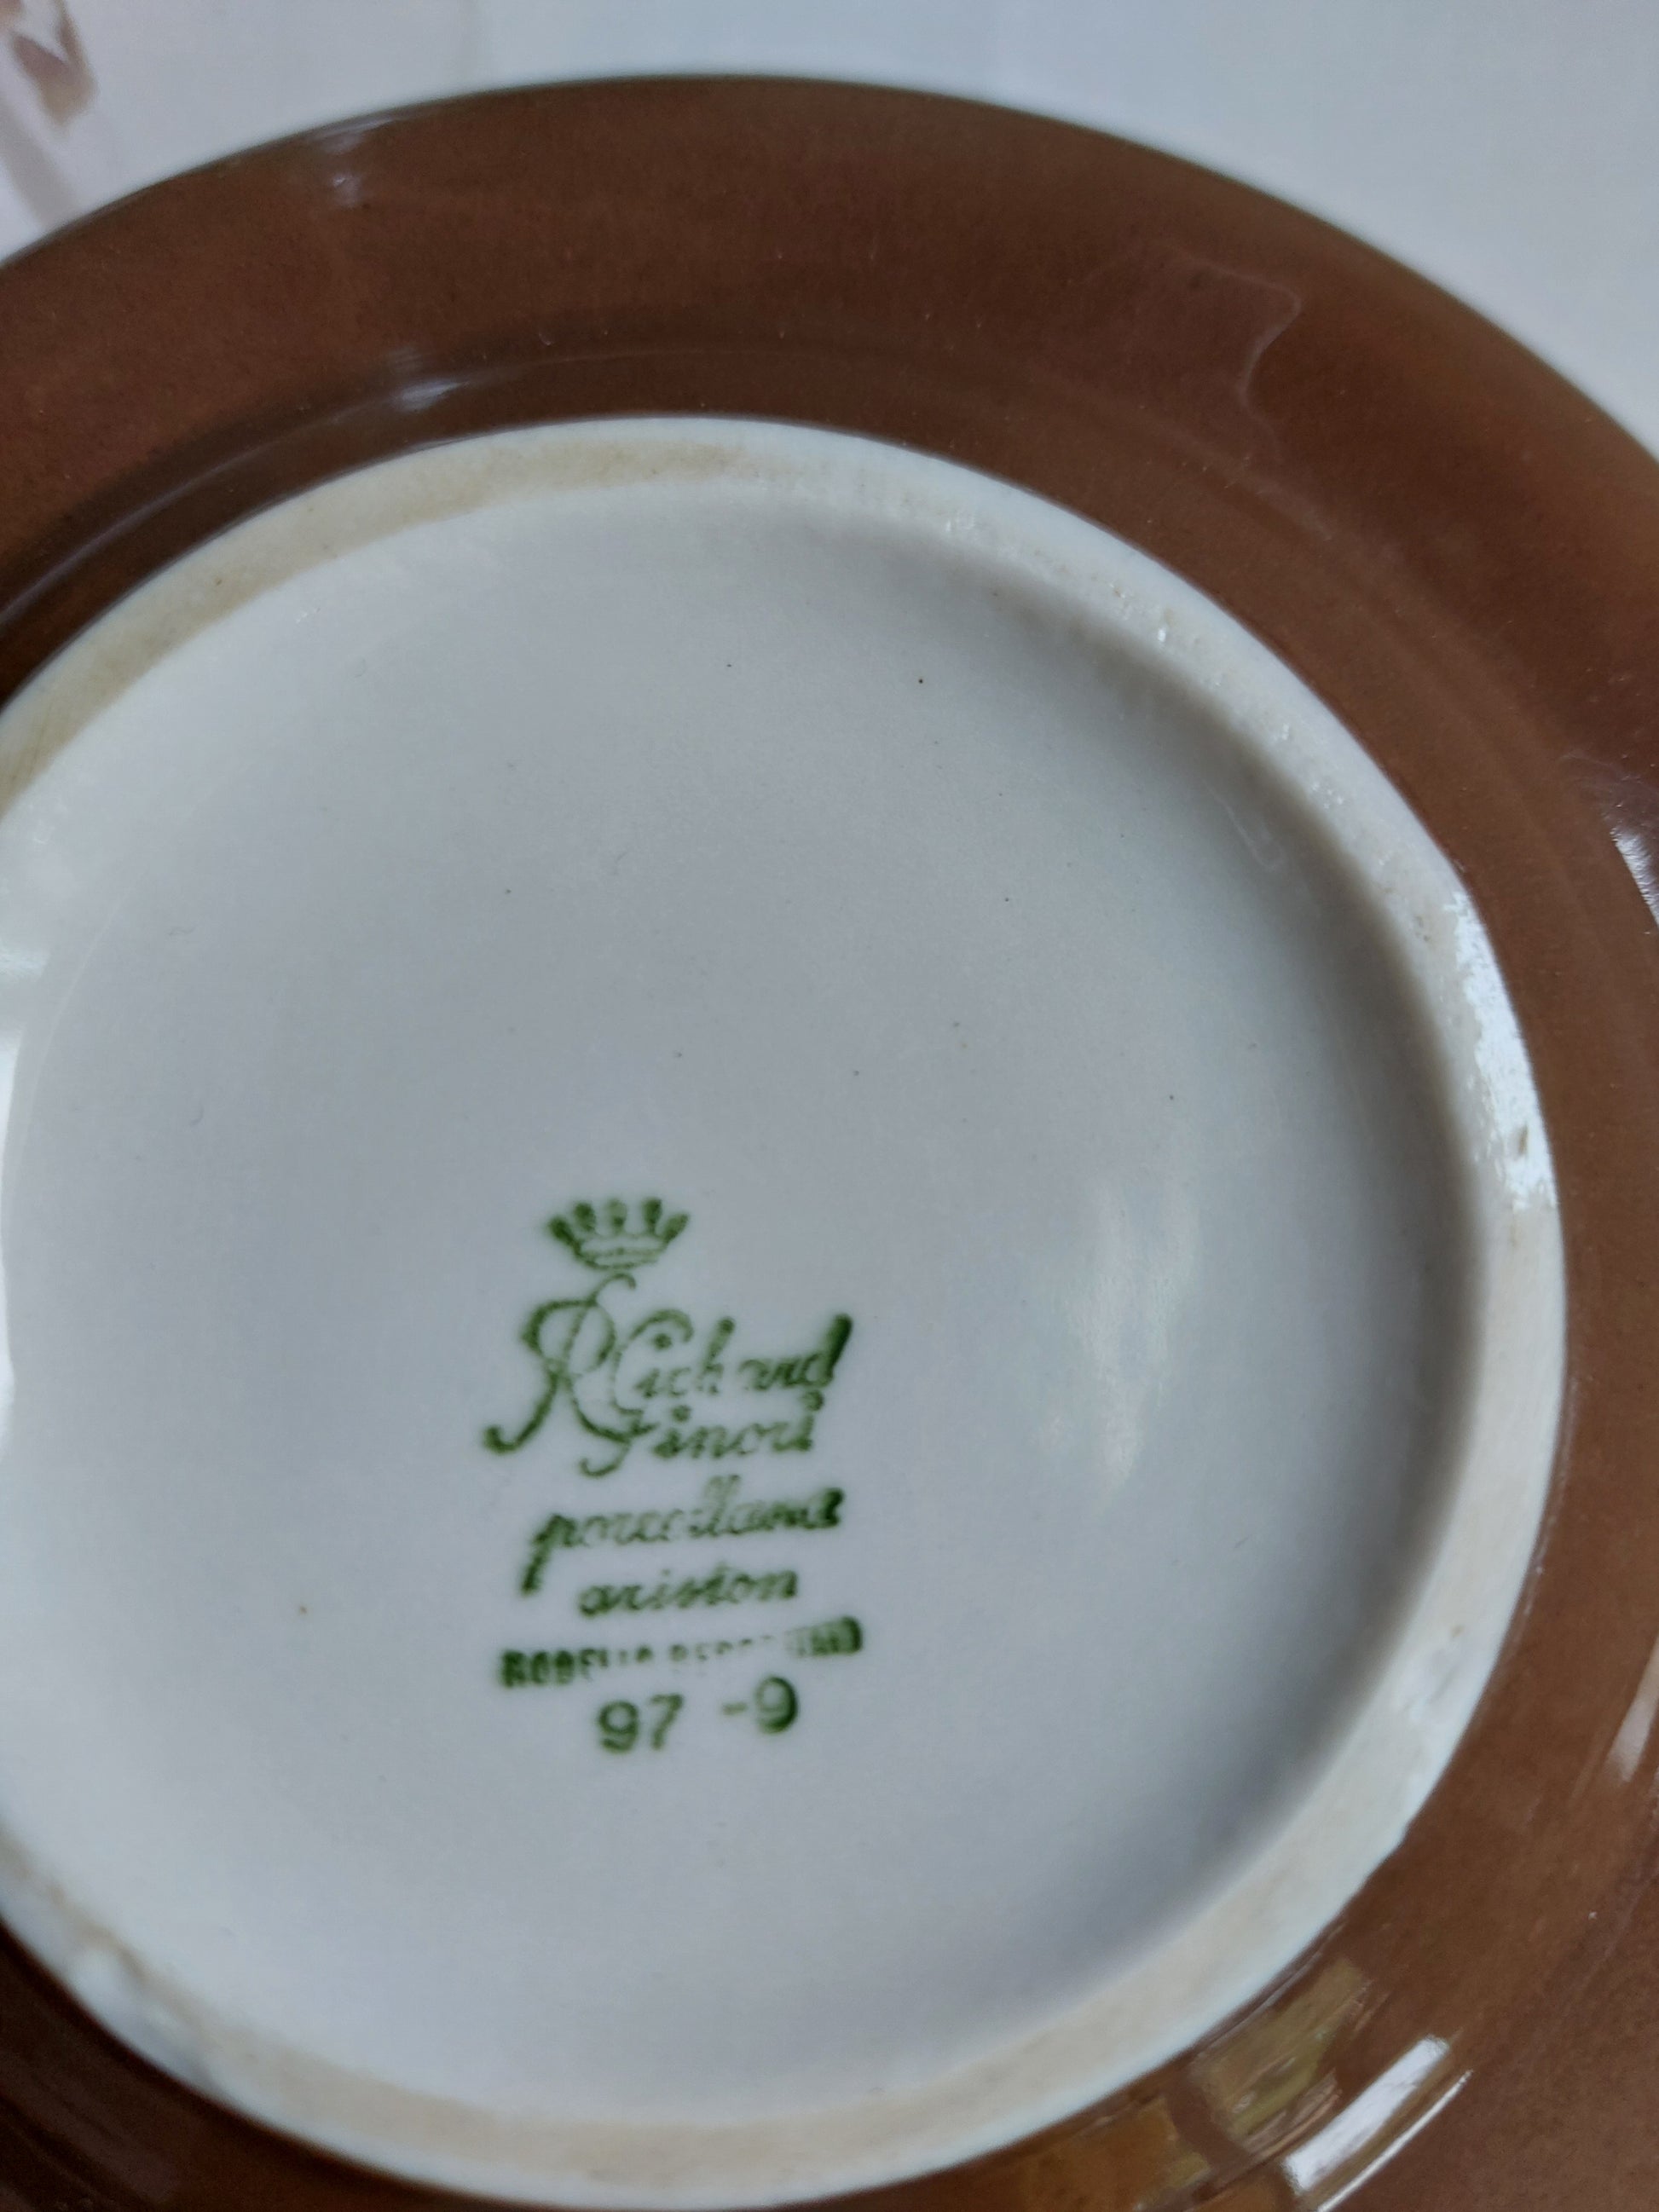 Richard
Ginori
porcellana
ariston
97 -9